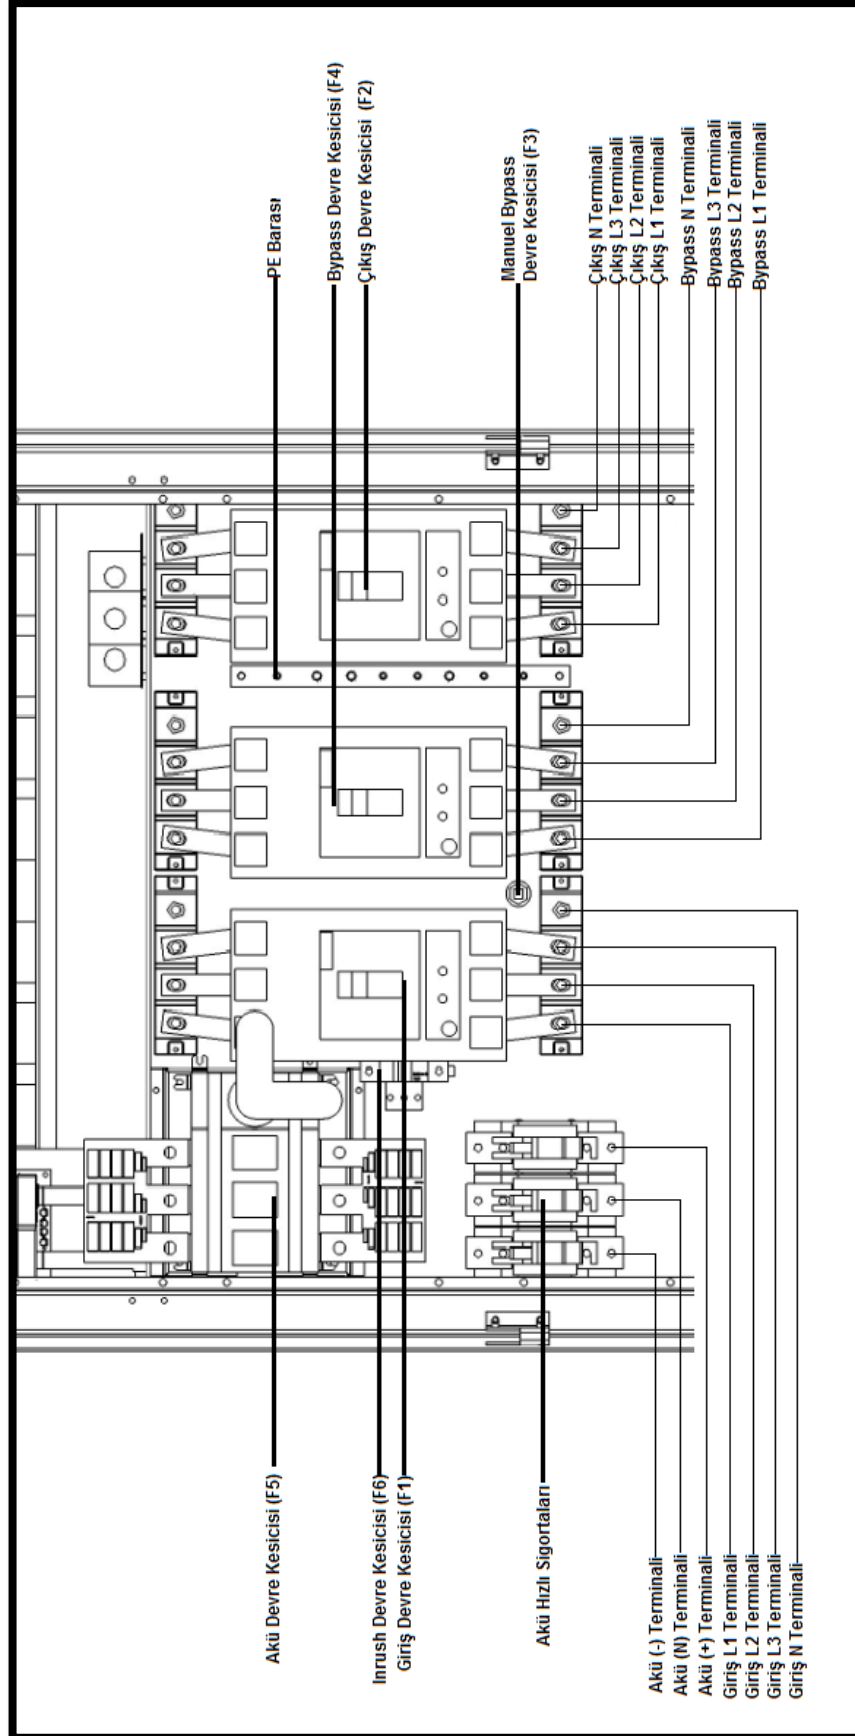 PE Barası
Bypass Devre Kesicisi (F4)
Çıkış Devre Kesicisi (F2)
Manuel Bypass
Devre Kesicisi (F3)
Çıkış N Terminali
Çıkış L3 Terminali
Çıkış L2 Terminali
Çıkış L1 Terminali
Bypass N Terminali
Bypass L3 Terminali
Bypass L2 Terminali
Bypass L1 Terminali
Akü Devre Kesicisi (F5)
Inrush Devre Kesicisi (F6)
Giriş Devre Kesicisi (F1)
Akü Hızlı Sigortaları
Akü (-) Terminali
Akü (N) Terminali
Akü (+) Terminali
Giriş L1 Terminali
Giriş L2 Terminali
Giriş L3 Terminali
Giriş N Terminali